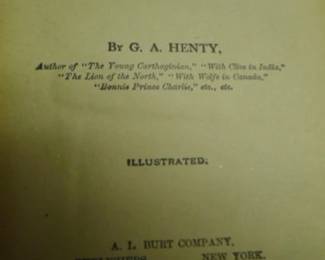 BY G. A. HENTY,
Author of "The Young Carthaginian," "With Clive in India,"
"The Lion of the North," "With Wolfe in Canada,"
"Bonnie Prince Charlie," etc., etc.
ILLUSTRATED.
A. L. BURT COMPANY,
NEW YORK.